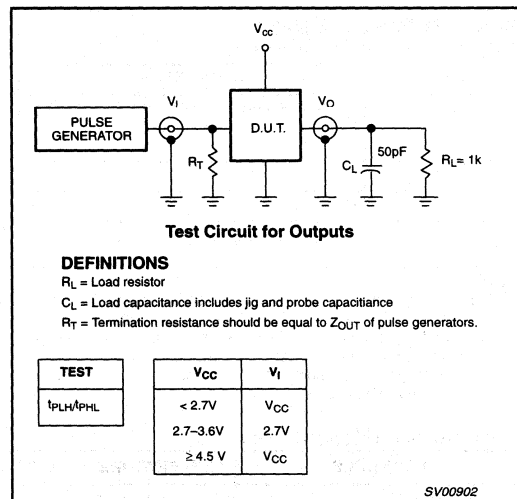 Vcc
PULSE
GENERATOR
VI
D.U.T.
VO
RT
50pF
CL
RL= 1k
Test Circuit for Outputs
DEFINITIONS
RL = Load resistor
CL = Load capacitance includes jig and probe capacitiance
RT = Termination resistance should be equal to ZOUT of pulse generators.
TEST
tPLH/tPHL
VCC VI
< 2.7V VCC
2.7–3.6V 2.7V
≥ 4.5 V VCC
SV00902